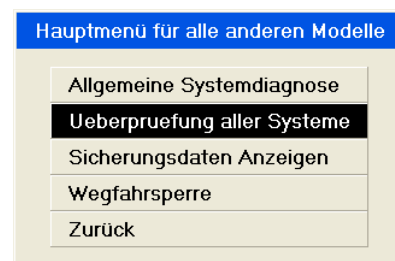 Hauptmenü für alle anderen Modelle
Allgemeine Systemdiagnose
Ueberpruefung aller Systeme
Sicherungsdaten Anzeigen
Wegfahrsperre
Zurück